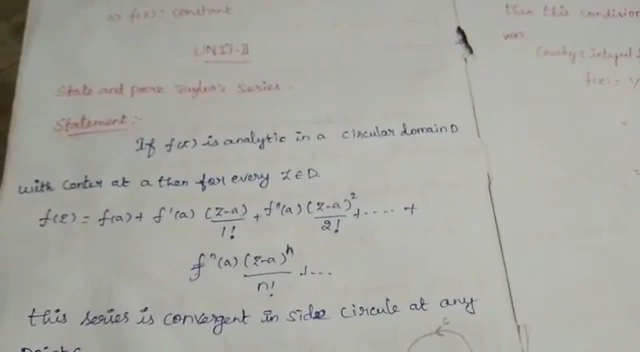 ⇒ f(z) = constant
UNIT-II
State and prove Taylor's series.
Statement:-
If f(z) is analytic in a circular domain D
with center at a then for every z ∈ D.
f(z) = f(a) + f'(a) (z-a)/1! + f''(a) (z-a)²/2! + ..... +
fⁿ(a) (z-a)ⁿ/n! + ...
this series is convergent in side circule at any
then this condition
Cauchy's Integral
f(z) =
c